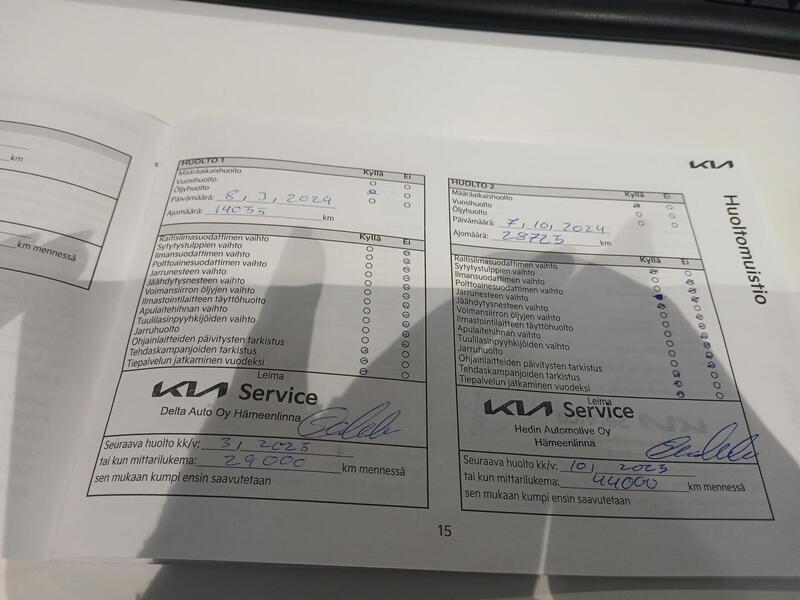 km
km mennessä
HUOLTO 1
Kyllä Ei
Määräaikaishuolto
Vuosihuolto
Öljyhuolto
Päivämäärä: 8, 3, 2024
Ajomäärä: 14055 km
Kyllä Ei
Raitisilmasuodattimen vaihto
Sytytystulppien vaihto
Ilmansuodattimen vaihto
Polttoainesuodattimen vaihto
Jarrunesteen vaihto
Jäähdytysnesteen vaihto
Voimansiirron öljyjen vaihto
Ilmastointilaitteen täyttöhuolto
Apulaitehihnan vaihto
Tuulilasinpyyhkijöiden vaihto
Jarruhuolto
Ohjainlaitteiden päivitysten tarkistus
Tehdaskampanjoiden tarkistus
Tiepalvelun jatkaminen vuodeksi
Leima
KIA Service
Delta Auto Oy Hämeenlinna
Seuraava huolto kk/v: 3, 2025
tai kun mittarilukema: 29000 km mennessä
sen mukaan kumpi ensin saavutetaan
KIA
Huoltomuistio
HUOLTO 2
Kyllä Ei
Määräaikaishuolto
Vuosihuolto
Öljyhuolto
Päivämäärä: 7, 10, 2024
Ajomäärä: 28725 km
Kyllä Ei
Raitisilmasuodattimen vaihto
Sytytystulppien vaihto
Ilmansuodattimen vaihto
Polttoainesuodattimen vaihto
Jarrunesteen vaihto
Jäähdytysnesteen vaihto
Voimansiirron öljyjen vaihto
Ilmastointilaitteen täyttöhuolto
Apulaitehihnan vaihto
Tuulilasinpyyhkijöiden vaihto
Jarruhuolto
Ohjainlaitteiden päivitysten tarkistus
Tehdaskampanjoiden tarkistus
Tiepalvelun jatkaminen vuodeksi
Leima
KIA Service
Hedin Automotive Oy
Hämeenlinna
Seuraava huolto kk/v: 10, 2025
tai kun mittarilukema: 44000 km mennessä
sen mukaan kumpi ensin saavutetaan
15